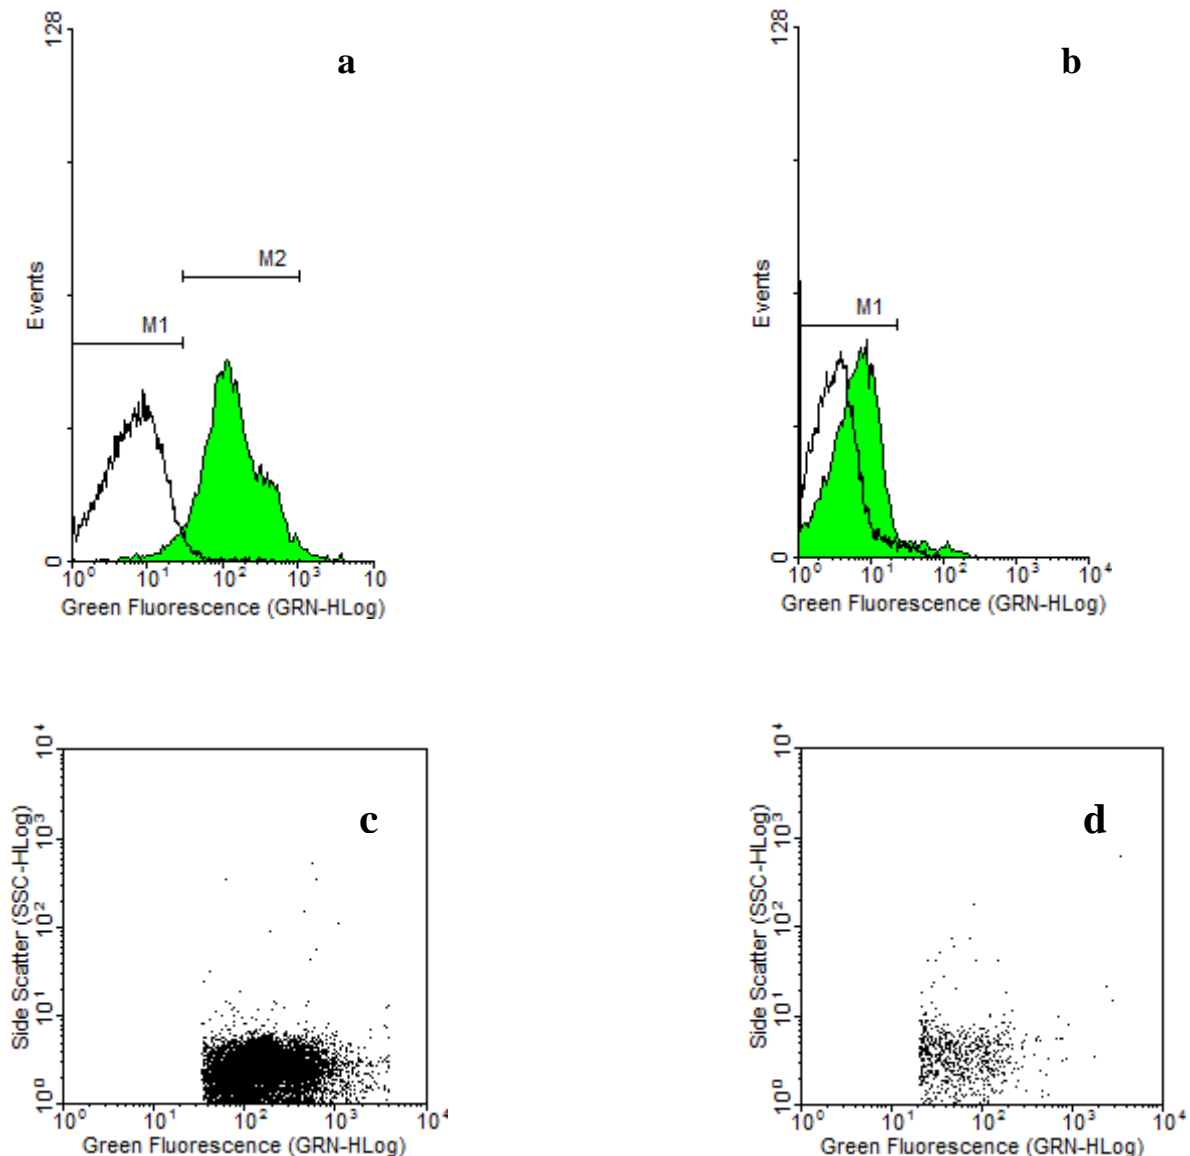 a
128
Events
M2
M1
0
10⁰ 10¹ 10² 10³ 10
Green Fluorescence (GRN-HLog)
b
128
Events
M1
0
10⁰ 10¹ 10² 10³ 10⁴
Green Fluorescence (GRN-HLog)
c
Side Scatter (SSC-HLog)
10⁴
10³
10²
10¹
10⁰
10⁰ 10¹ 10² 10³ 10⁴
Green Fluorescence (GRN-HLog)
d
Side Scatter (SSC-HLog)
10⁴
10³
10²
10¹
10⁰
10⁰ 10¹ 10² 10³ 10⁴
Green Fluorescence (GRN-HLog)